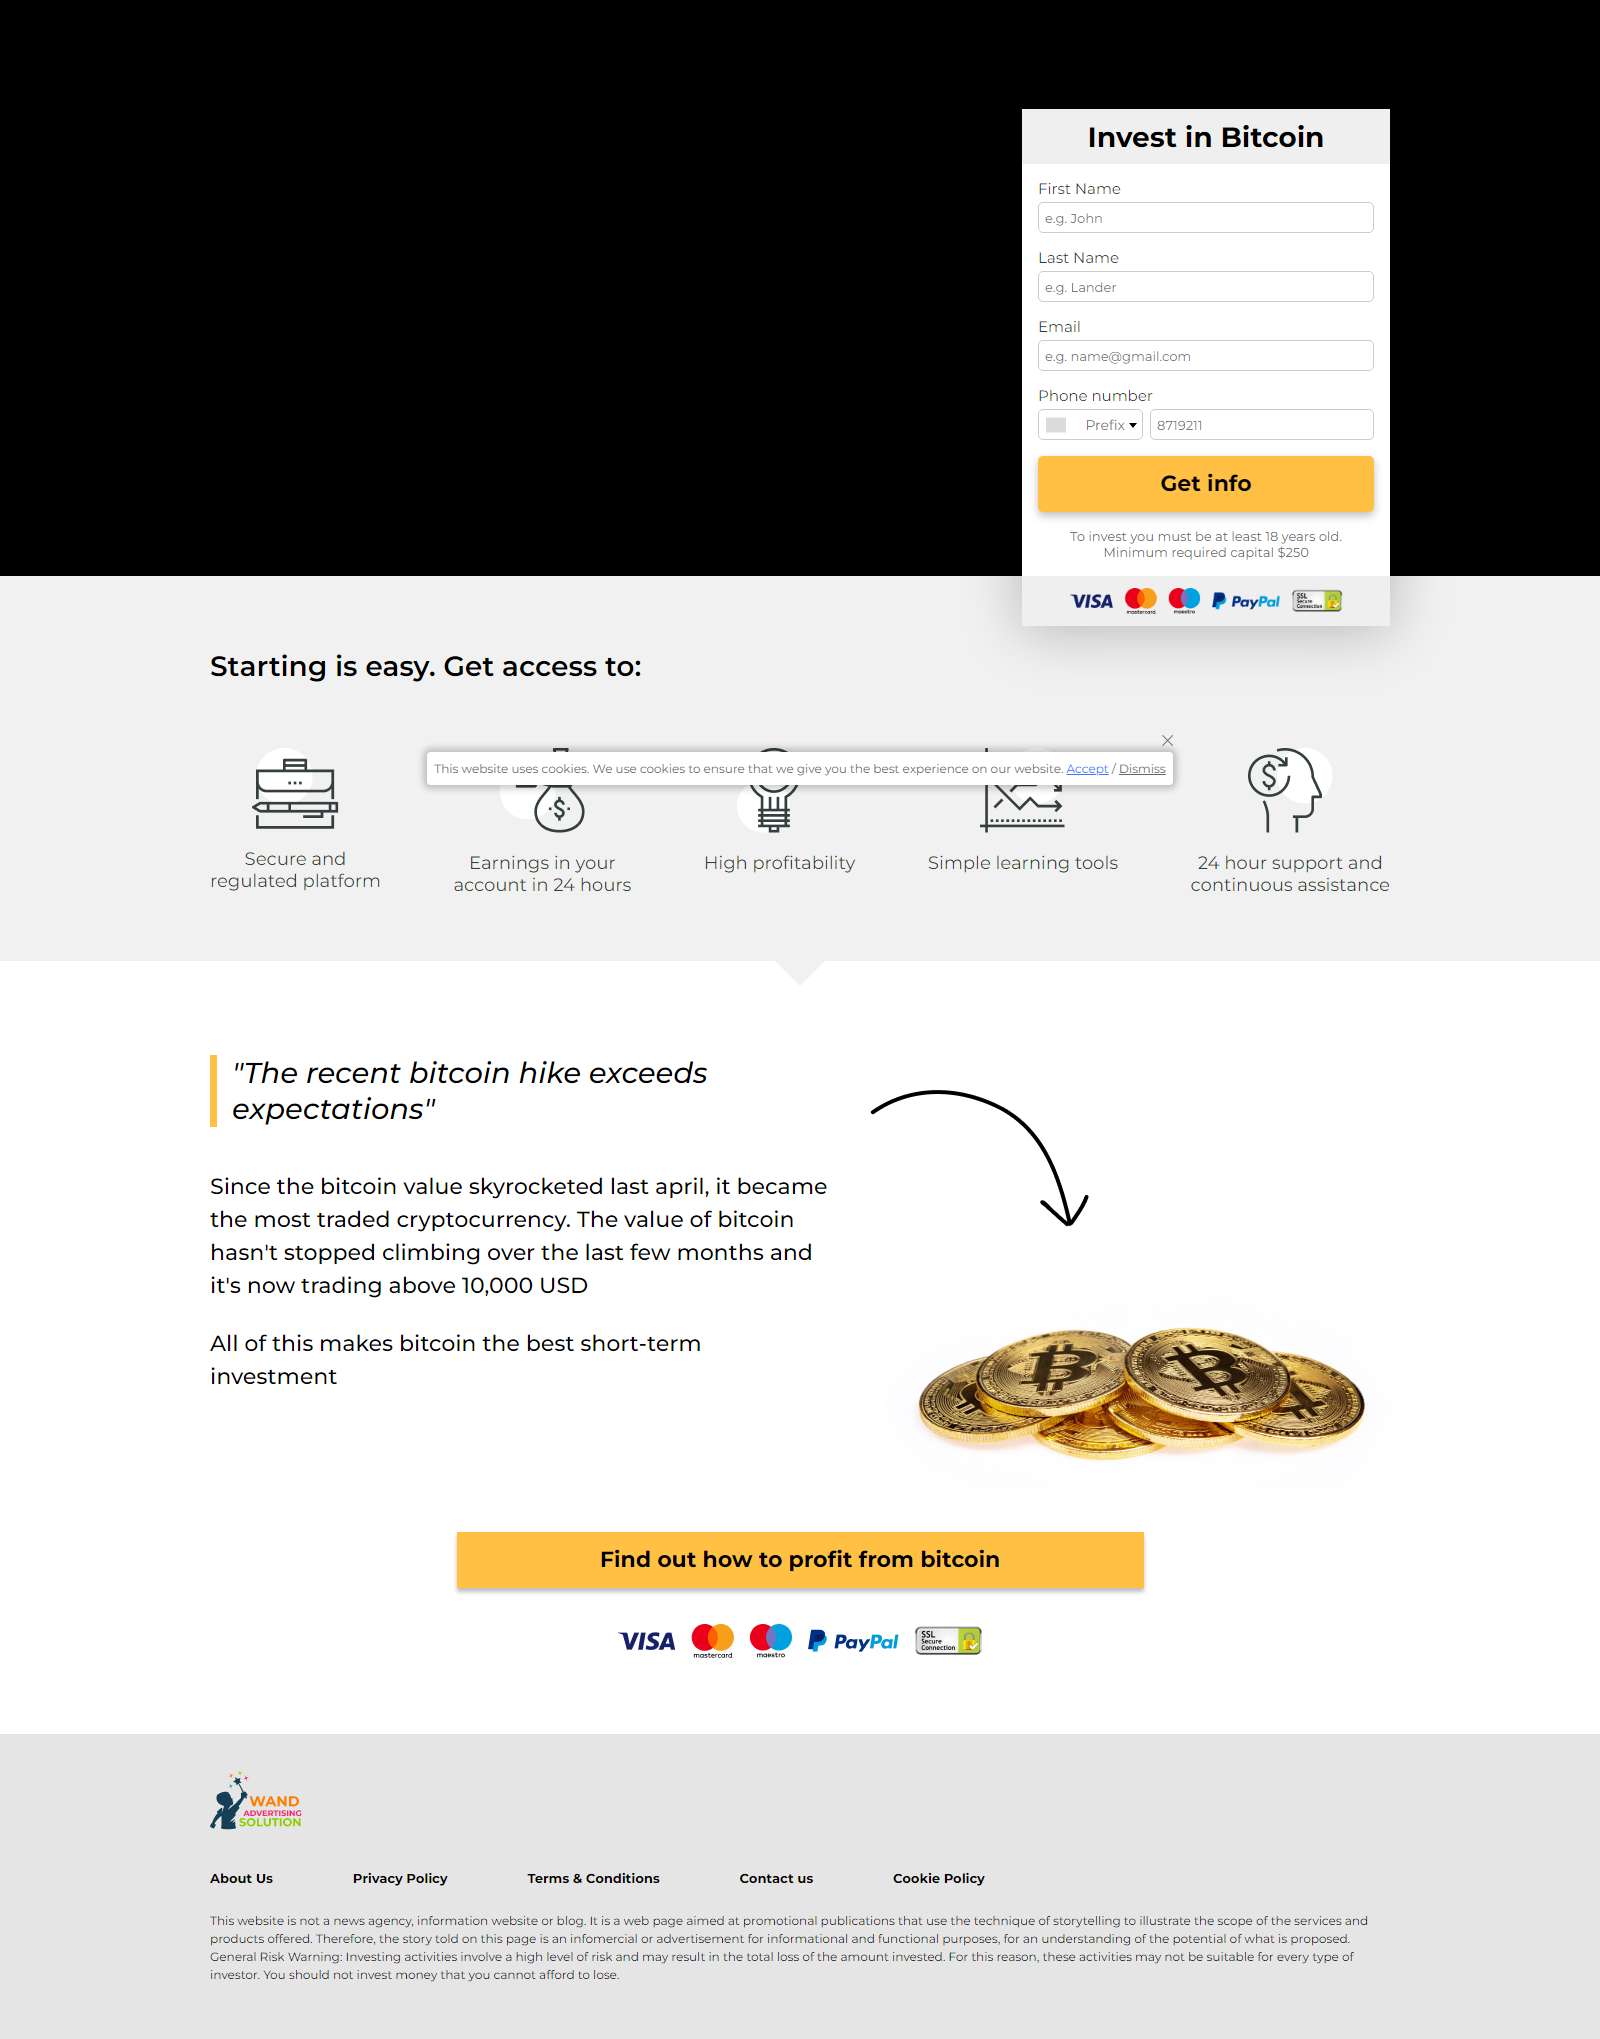 Invest in Bitcoin
First Name
e.g. John
Last Name
e.g. Lander
Email
e.g. name@gmail.com
Phone number
Prefix 8719211
Get info
To invest you must be at least 18 years old.
Minimum required capital $250
VISA mastercard maestro PayPal SSL Secure Connection
Starting is easy. Get access to:
This website uses cookies. We use cookies to ensure that we give you the best experience on our website. Accept / Dismiss
Secure and
regulated platform
Earnings in your
account in 24 hours
High profitability
Simple learning tools
24 hour support and
continuous assistance
"The recent bitcoin hike exceeds
expectations"
Since the bitcoin value skyrocketed last april, it became
the most traded cryptocurrency. The value of bitcoin
hasn't stopped climbing over the last few months and
it's now trading above 10,000 USD
All of this makes bitcoin the best short-term
investment
Find out how to profit from bitcoin
VISA mastercard maestro PayPal SSL Secure Connection
WAND
ADVERTISING
SOLUTION
About Us Privacy Policy Terms & Conditions Contact us Cookie Policy
This website is not a news agency, information website or blog. It is a web page aimed at promotional publications that use the technique of storytelling to illustrate the scope of the services and
products offered. Therefore, the story told on this page is an infomercial or advertisement for informational and functional purposes, for an understanding of the potential of what is proposed.
General Risk Warning: Investing activities involve a high level of risk and may result in the total loss of the amount invested. For this reason, these activities may not be suitable for every type of
investor. You should not invest money that you cannot afford to lose.